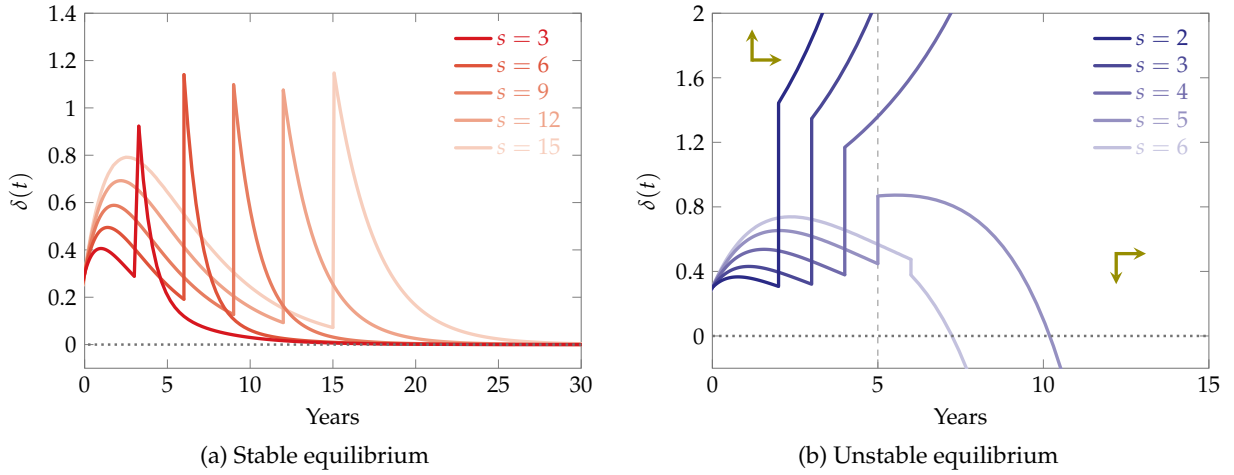 1.4
1.2
1
0.8
0.6
0.4
0.2
0
δ(t)
s = 3
s = 6
s = 9
s = 12
s = 15
0 5 10 15 20 25 30
Years
(a) Stable equilibrium
2
1.6
1.2
0.8
0.4
0
δ(t)
s = 2
s = 3
s = 4
s = 5
s = 6
0 5 10 15
Years
(b) Unstable equilibrium